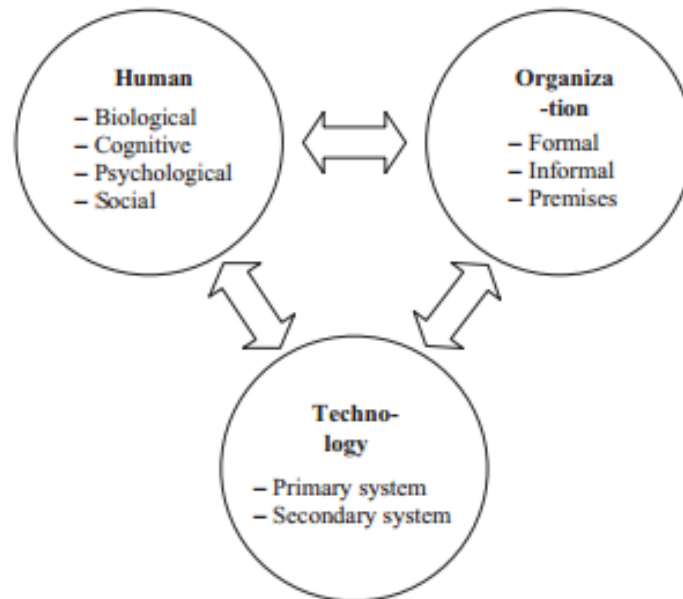 Human
– Biological
– Cognitive
– Psychological
– Social
Organiza
-tion
– Formal
– Informal
– Premises
Techno-
logy
– Primary system
– Secondary system